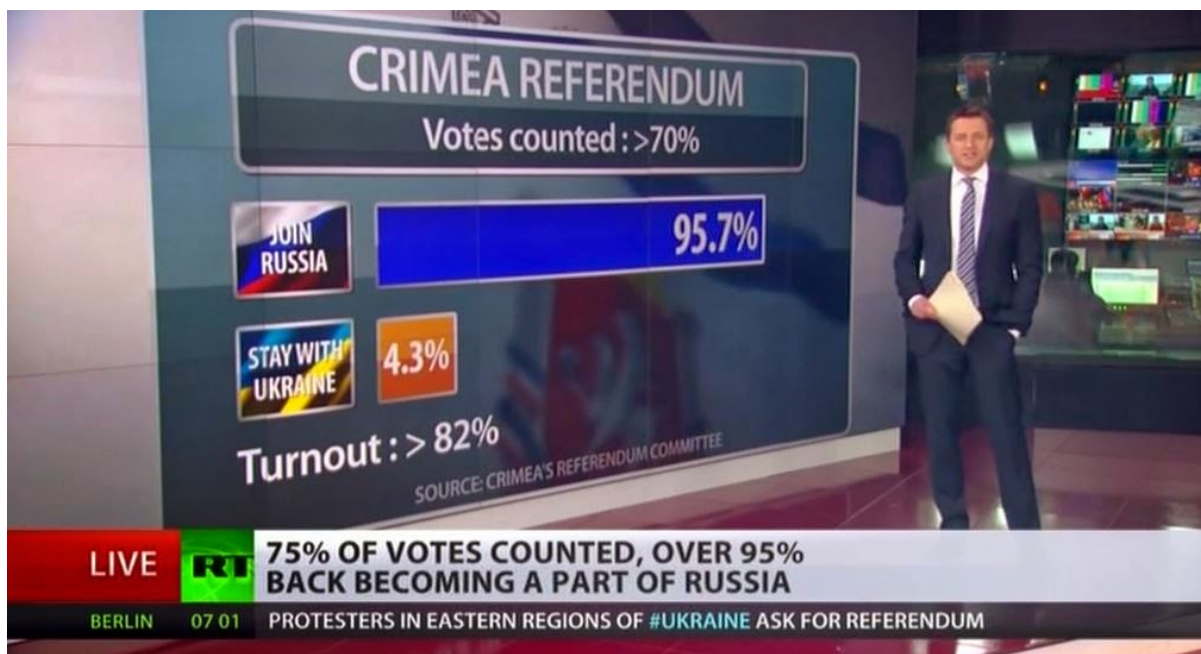 CRIMEA REFERENDUM
Votes counted : >70%
JOIN
RUSSIA
95.7%
STAY WITH
UKRAINE
4.3%
Turnout : > 82%
SOURCE: CRIMEA'S REFERENDUM COMMITTEE
LIVE
RT
75% OF VOTES COUNTED, OVER 95%
BACK BECOMING A PART OF RUSSIA
BERLIN
07 01
PROTESTERS IN EASTERN REGIONS OF #UKRAINE ASK FOR REFERENDUM